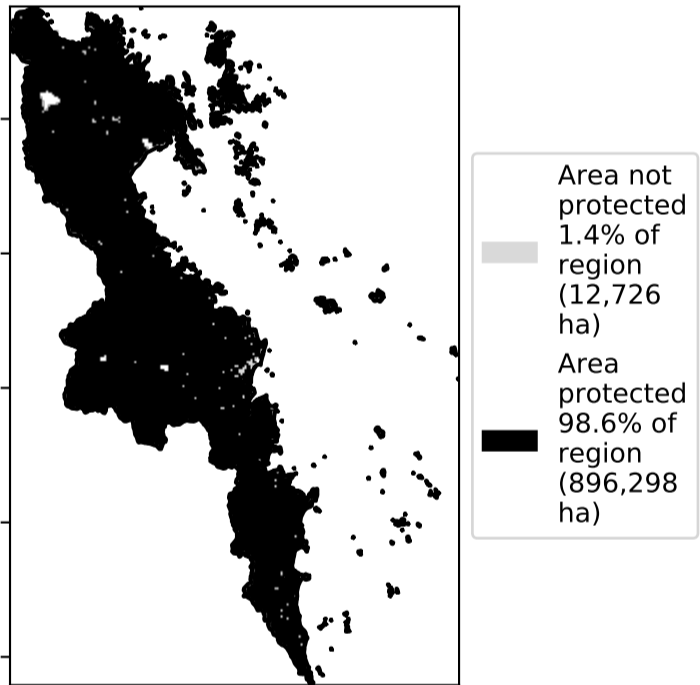 Area not
protected
1.4% of
region
(12,726
ha)
Area
protected
98.6% of
region
(896,298
ha)